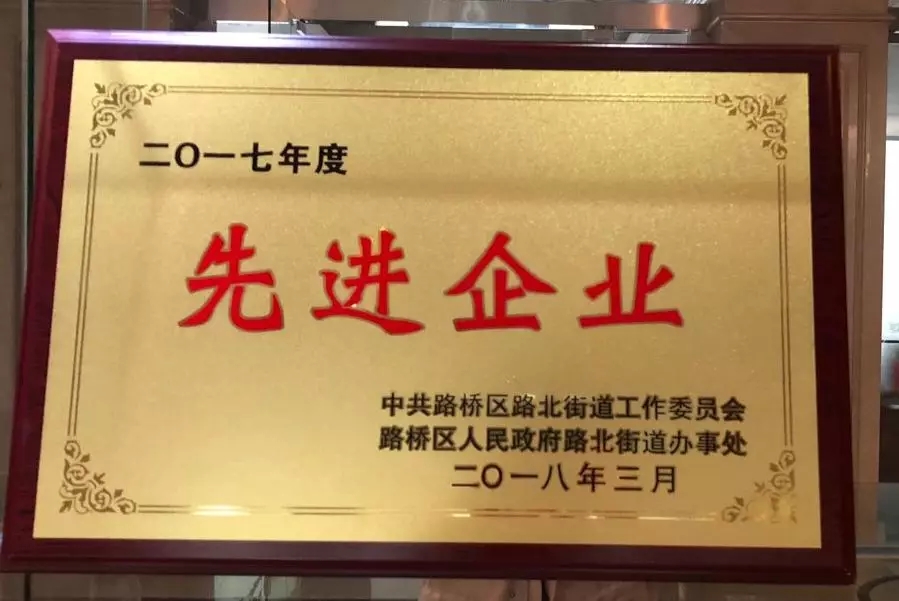 二〇一七年度
先进企业
中共路桥区路北街道工作委员会
路桥区人民政府路北街道办事处
二〇一八年三月